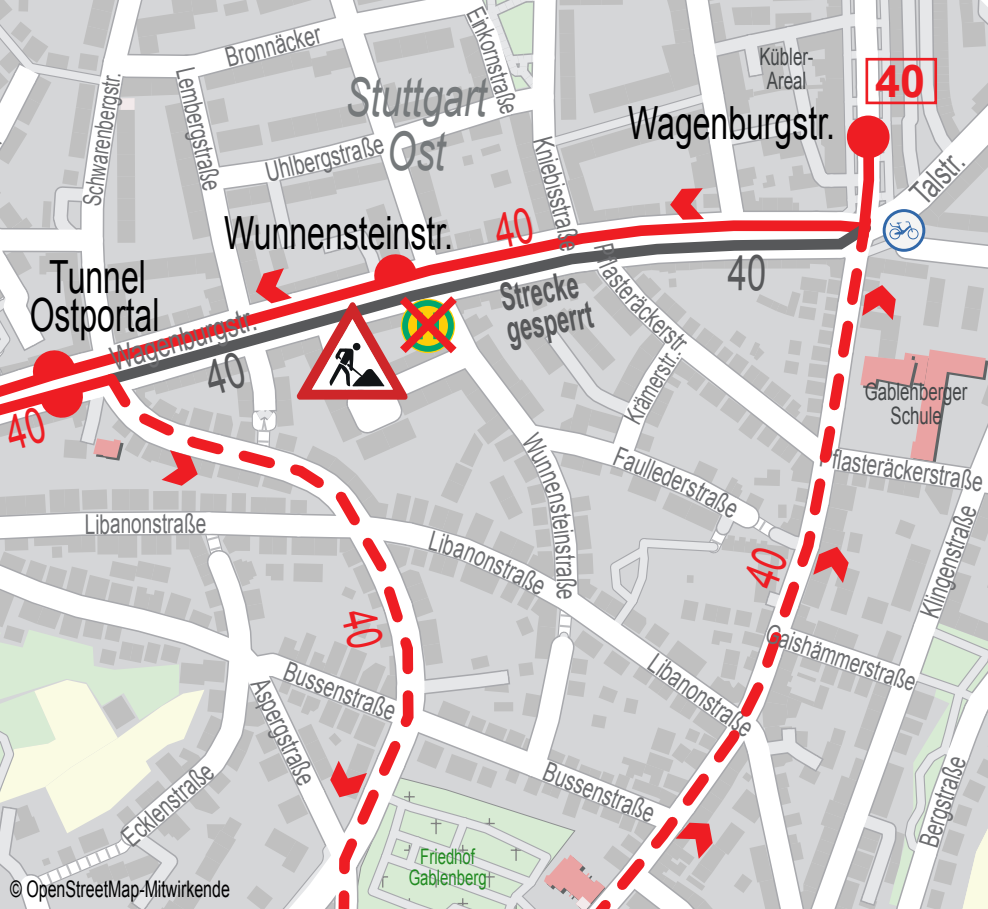 Bronnäcker
Einkornstraße
Kübler-
Areal
40
Schwarenbergstr.
Lembergstraße
Stuttgart
Ost
Uhlbergstraße
Kniebisstraße
Wagenburgstr.
Talstr.
Wunnensteinstr.
40
Tunnel
Ostportal
Pflasteräckerstr.
40
Strecke
gesperrt
Wagenburgstr.
40
40
Krämerstr.
Gablenberger
Schule
Wunnensteinstraße
Faullederstraße
Pflasteräckerstraße
Libanonstraße
Libanonstraße
40
Klingenstraße
40
Gaishämmerstraße
Libanonstraße
Bussenstraße
Aspergstraße
Bussenstraße
Ecklenstraße
Bergstraße
Friedhof
Gablenberg
© OpenStreetMap-Mitwirkende